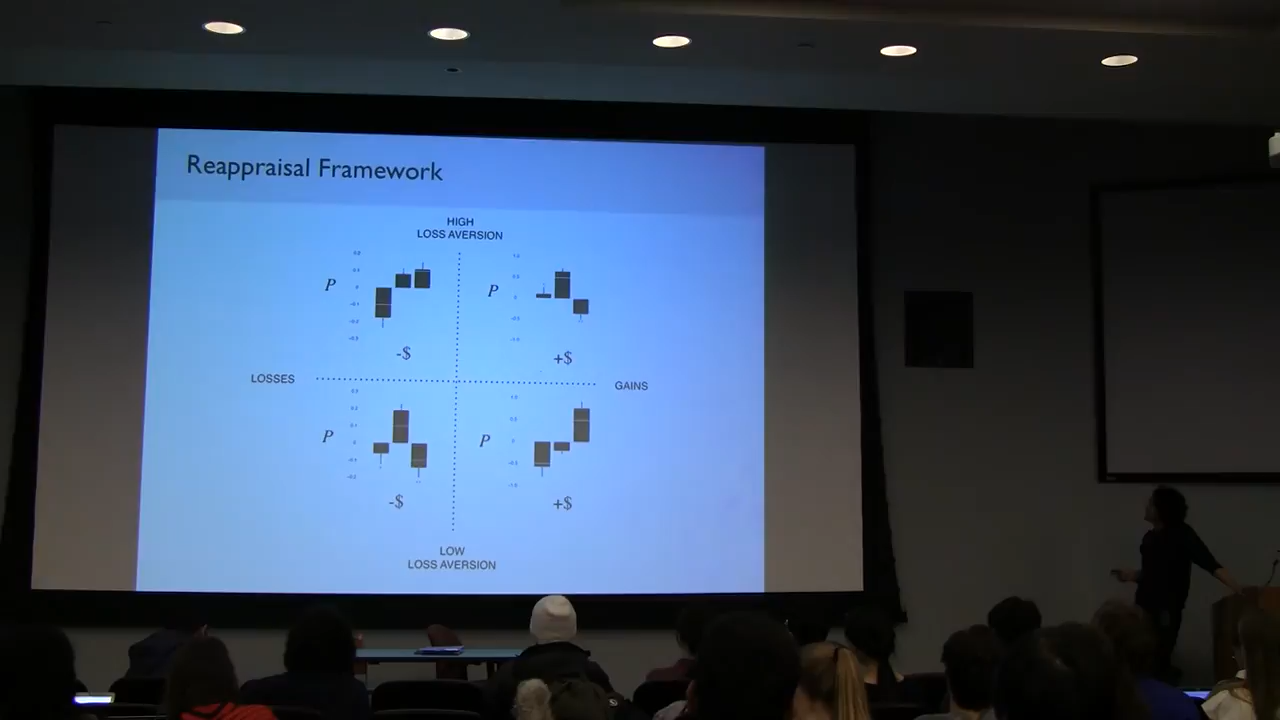 Reappraisal Framework
HIGH
LOSS AVERSION
P
P
-$
+$
LOSSES
GAINS
P
P
-$
+$
LOW
LOSS AVERSION